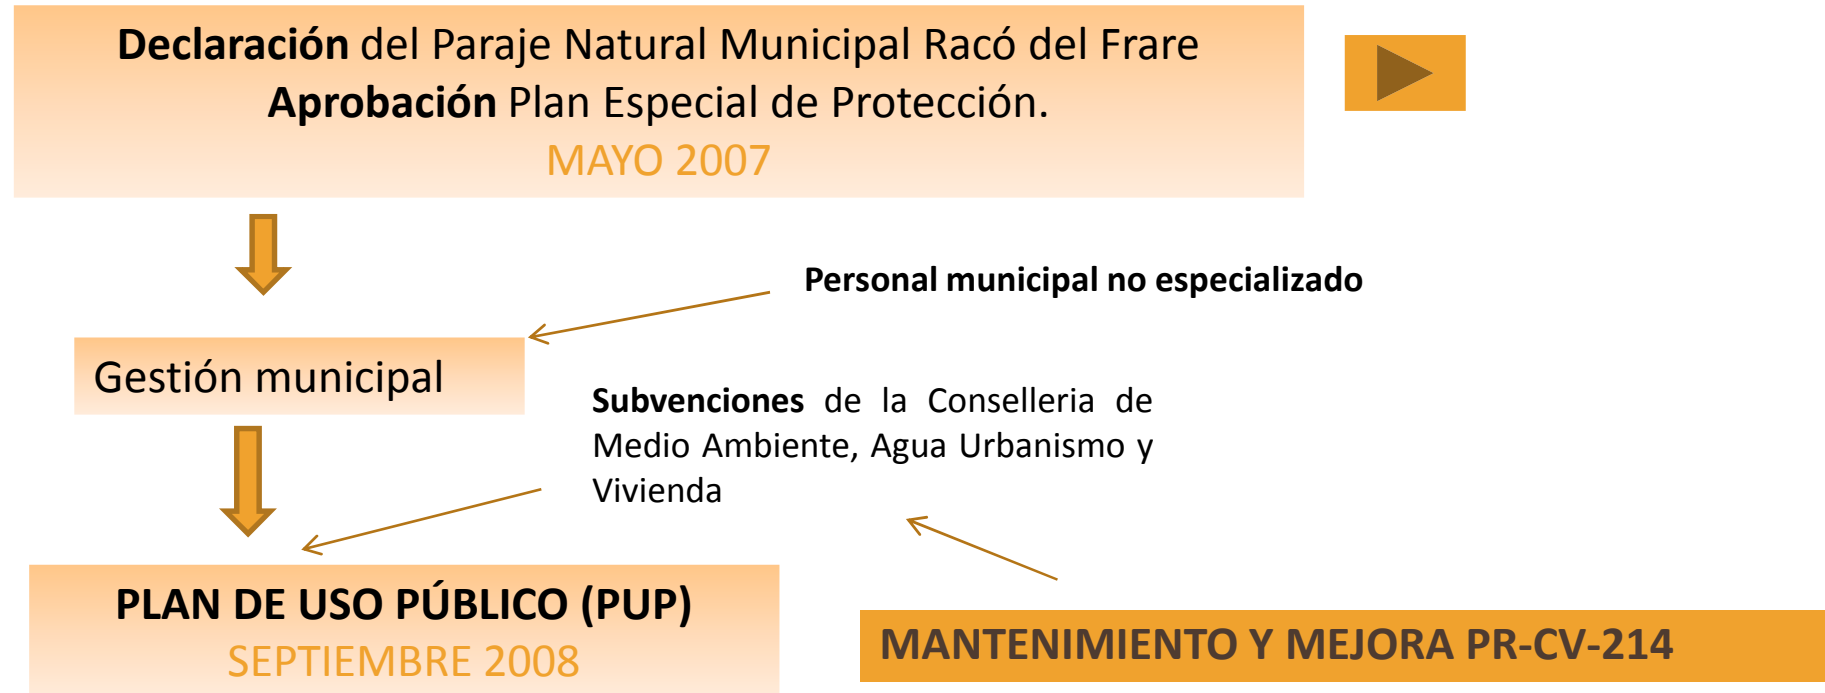 Declaración del Paraje Natural Municipal Racó del Frare
Aprobación Plan Especial de Protección.
MAYO 2007
Personal municipal no especializado
Gestión municipal
Subvenciones de la Conselleria de
Medio Ambiente, Agua Urbanismo y
Vivienda
PLAN DE USO PÚBLICO (PUP)
SEPTIEMBRE 2008
MANTENIMIENTO Y MEJORA PR-CV-214